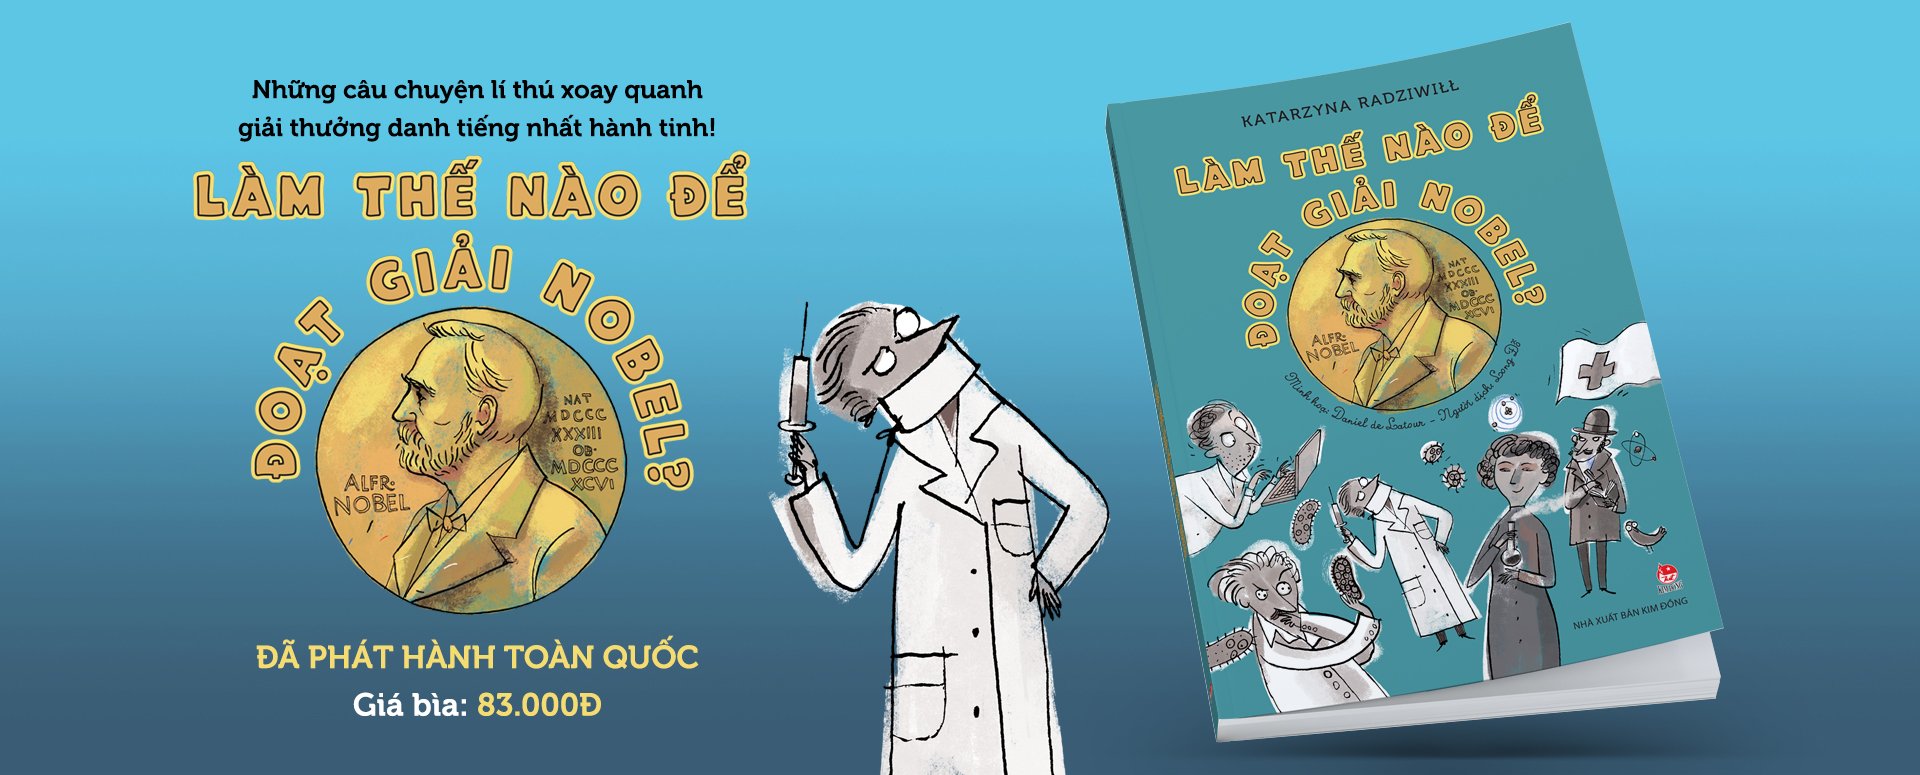 Những câu chuyện lí thú xoay quanh
giải thưởng danh tiếng nhất hành tinh!
LÀM THẾ NÀO ĐỂ
ĐOẠT GIẢI NOBEL?
ALFR·
NOBEL
NAT
MDCCC
XXXIII
OB·
MDCCC
XCVI
ĐÃ PHÁT HÀNH TOÀN QUỐC
Giá bìa: 83.000Đ
KATARZYNA RADZIWIŁŁ
LÀM THẾ NÀO ĐỂ
ĐOẠT GIẢI NOBEL?
ALFR·
NOBEL
NAT
MDCCC
XXXIII
OB·
MDCCC
XCVI
Minh họa: Daniel de Latour - Người dịch: Long Đỗ
KIM ĐỒNG
NHÀ XUẤT BẢN KIM ĐỒNG